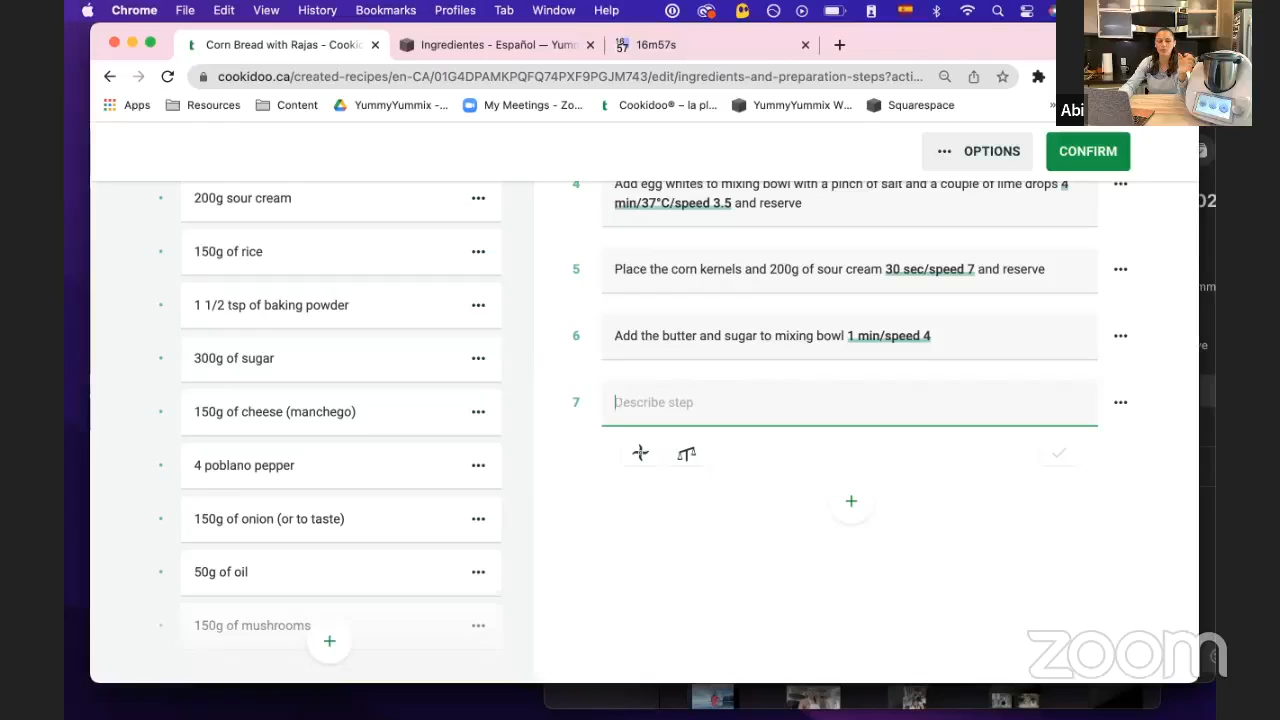 Chrome File Edit View History Bookmarks Profiles Tab Window Help
Corn Bread with Rajas - Cookid
Ingredientes - Español — Yumm
16m57s
cookidoo.ca/created-recipes/en-CA/01G4DPAMKPQFQ74PXF9PGJM743/edit/ingredients-and-preparation-steps?acti...
Apps Resources Content YummyYummix -... My Meetings - Zo... Cookidoo® – la pl... YummyYummix W... Squarespace »
Abi
••• OPTIONS CONFIRM
200g sour cream
150g of rice
1 1/2 tsp of baking powder
300g of sugar
150g of cheese (manchego)
4 poblano pepper
150g of onion (or to taste)
50g of oil
150g of mushrooms
+
4 Add egg whites to mixing bowl with a pinch of salt and a couple of lime drops 4
min/37°C/speed 3.5 and reserve
5 Place the corn kernels and 200g of sour cream 30 sec/speed 7 and reserve
6 Add the butter and sugar to mixing bowl 1 min/speed 4
7 Describe step
+
zoom